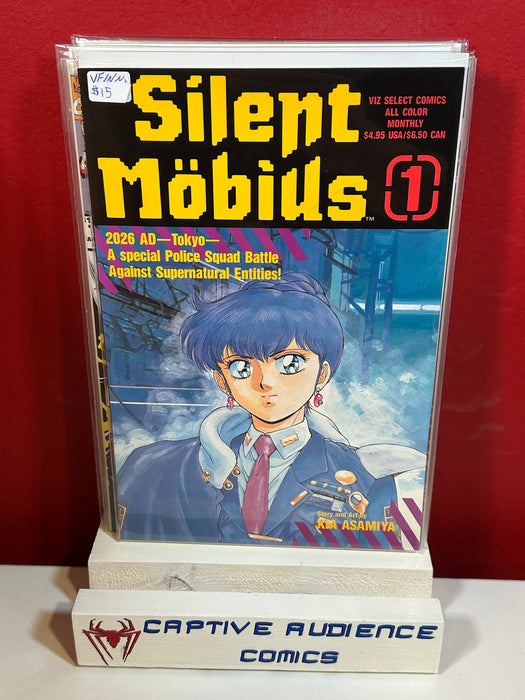 VF/NM
$15
Silent
Möbius
VIZ SELECT COMICS
ALL COLOR
MONTHLY
$4.95 USA/$6.50 CAN
1
TM
2026 AD—Tokyo—
A special Police Squad Battle
Against Supernatural Entities!
Story and Art by
KIA ASAMIYA
CAPTIVE AUDIENCE
COMICS